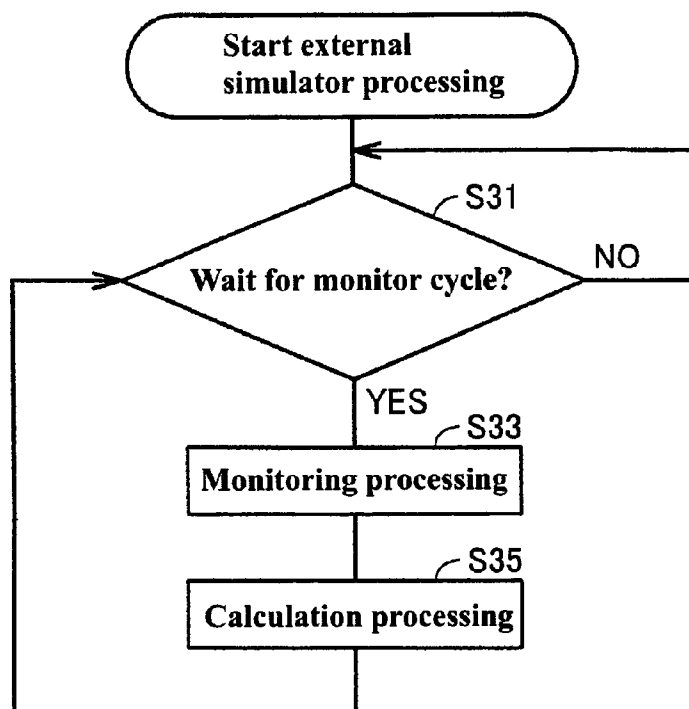 Start external
simulator processing
S31
Wait for monitor cycle?
NO
YES
S33
Monitoring processing
S35
Calculation processing